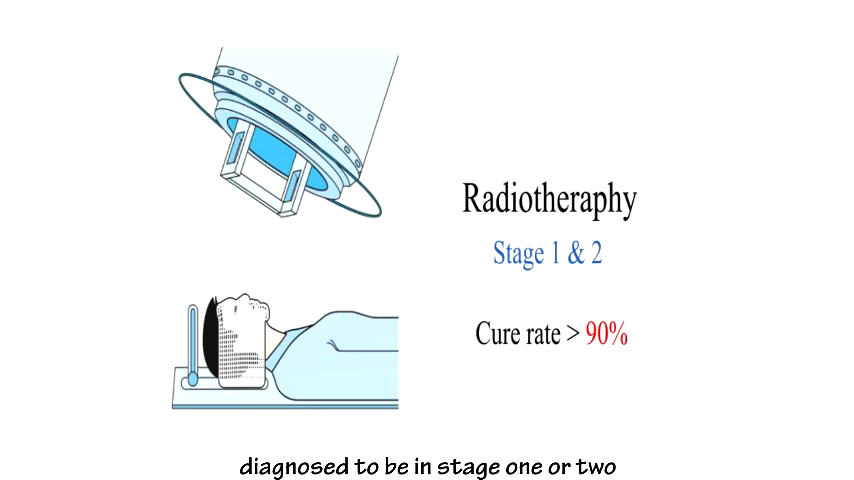 Radiotheraphy
Stage 1 & 2
Cure rate > 90%
diagnosed to be in stage one or two